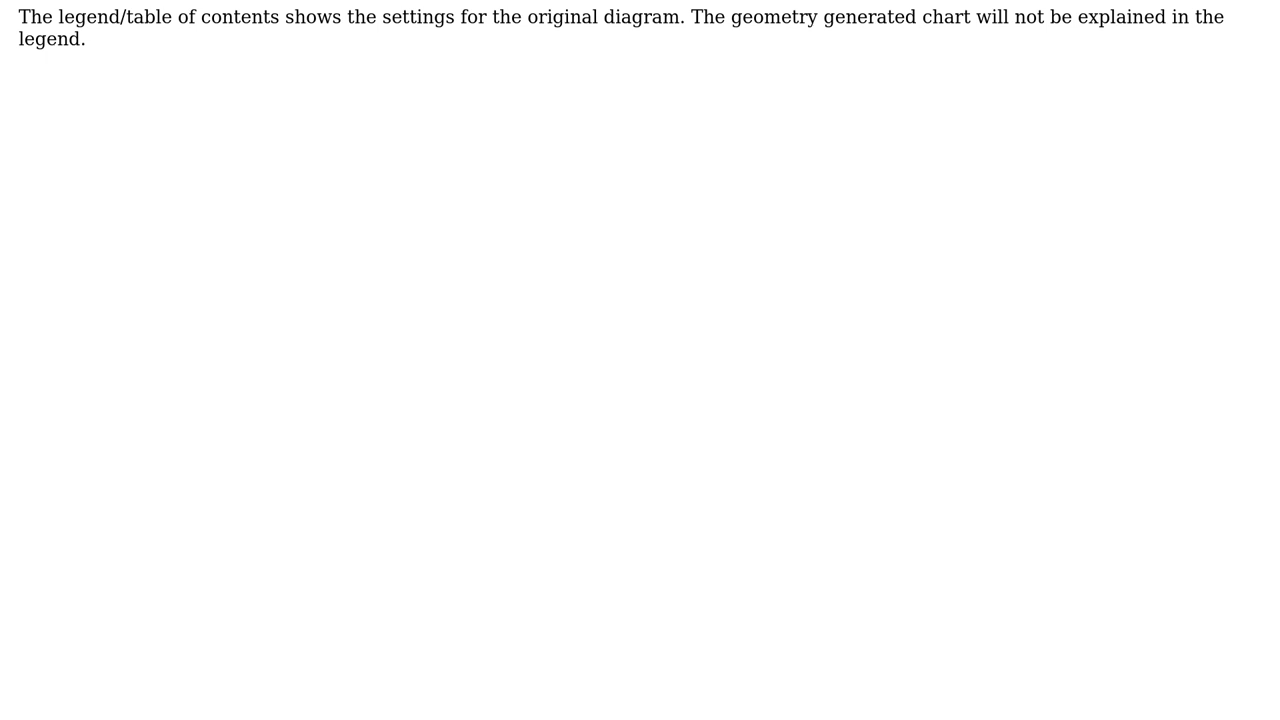 The legend/table of contents shows the settings for the original diagram. The geometry generated chart will not be explained in the
legend.